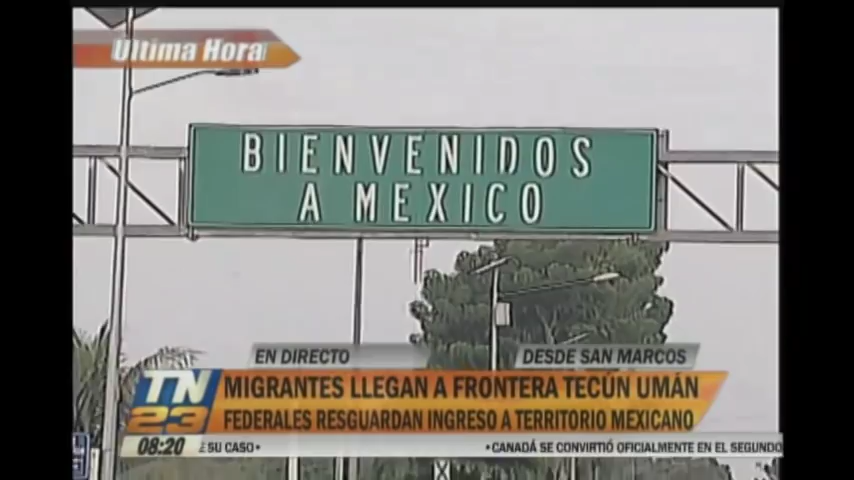 Ultima Hora
BIENVENIDOS
A MEXICO
EN DIRECTO
DESDE SAN MARCOS
TN
23
MIGRANTES LLEGAN A FRONTERA TECÚN UMÁN
FEDERALES RESGUARDAN INGRESO A TERRITORIO MEXICANO
08:20
E SU CASO•
•CANADÁ SE CONVIRTIÓ OFICIALMENTE EN EL SEGUNDO